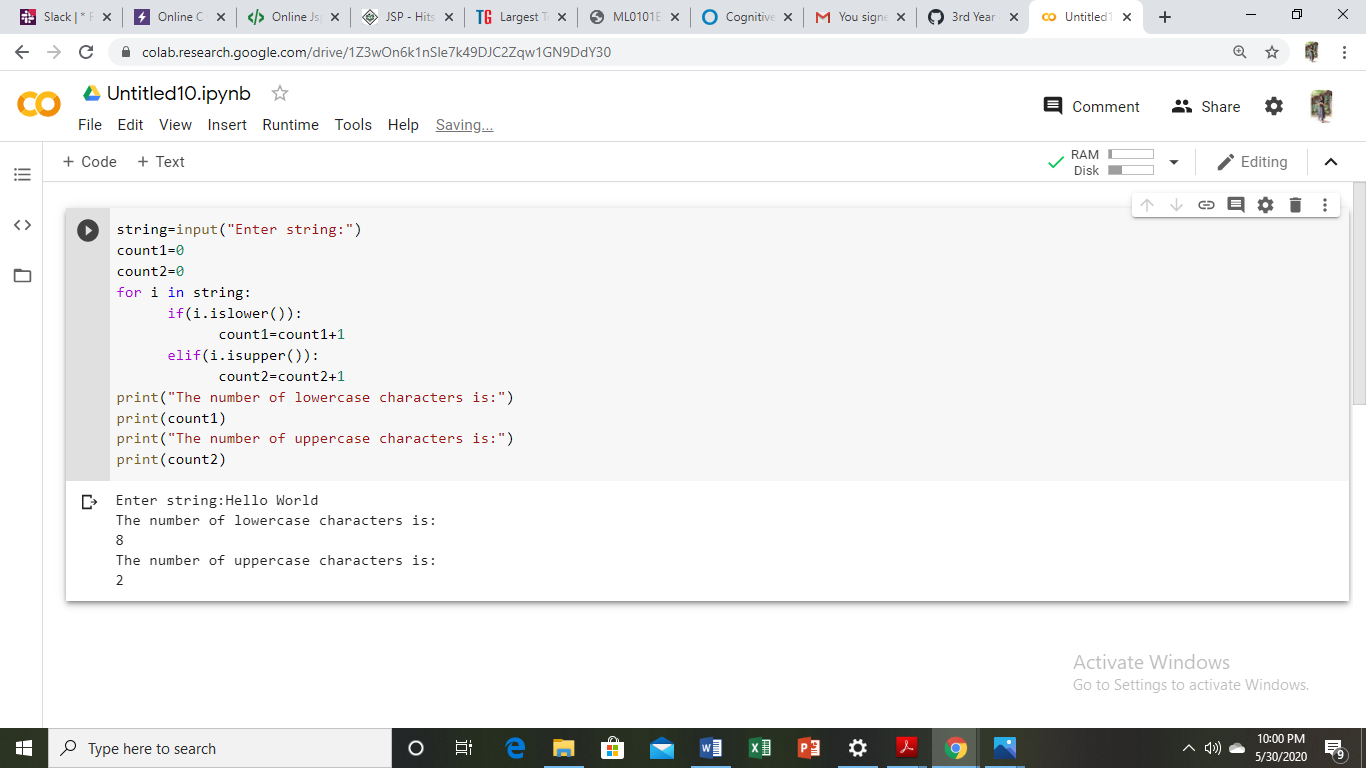 Slack | * F
Online C
Online Js
JSP - Hits
TG Largest T
ML0101E
Cognitive
You signe
3rd Year
Untitled1
colab.research.google.com/drive/1Z3wOn6k1nSle7k49DJC2Zqw1GN9DdY30
Untitled10.ipynb
Comment
Share
File Edit View Insert Runtime Tools Help Saving...
+ Code + Text
RAM
Disk
Editing
string=input("Enter string:")
count1=0
count2=0
for i in string:
      if(i.islower()):
            count1=count1+1
      elif(i.isupper()):
            count2=count2+1
print("The number of lowercase characters is:")
print(count1)
print("The number of uppercase characters is:")
print(count2)
Enter string:Hello World
The number of lowercase characters is:
8
The number of uppercase characters is:
2
Activate Windows
Go to Settings to activate Windows.
Type here to search
10:00 PM
5/30/2020
9